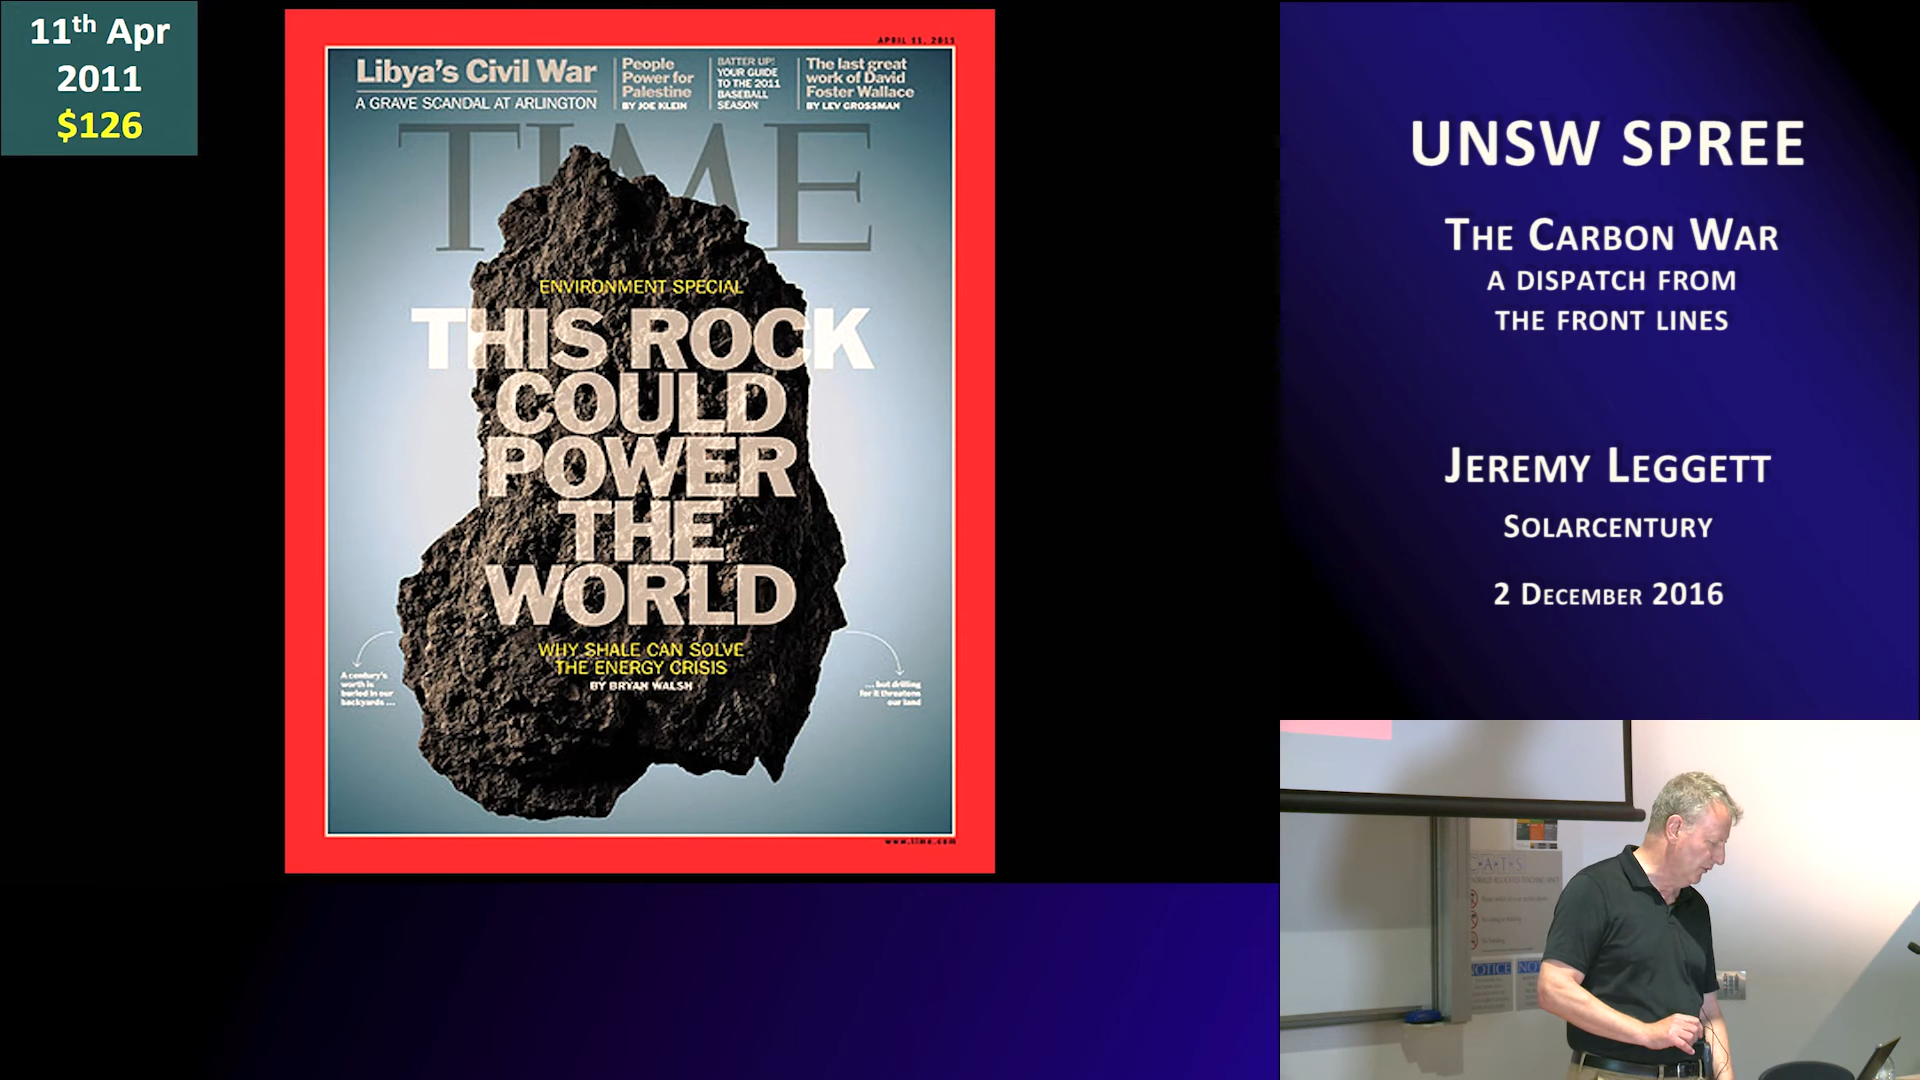 11th Apr
2011
$126
APRIL 11, 2011
Libya's Civil War
A GRAVE SCANDAL AT ARLINGTON
People
Power for
Palestine
BY JOE KLEIN
BATTER UP!
YOUR GUIDE
TO THE 2011
BASEBALL
SEASON
The last great
work of David
Foster Wallace
BY LEV GROSSMAN
TIME
ENVIRONMENT SPECIAL
THIS ROCK
COULD
POWER
THE
WORLD
WHY SHALE CAN SOLVE
THE ENERGY CRISIS
BY BRYAN WALSH
A century's
worth is
buried in our
backyards ...
... but drilling
for it threatens
our land
www.time.com
UNSW SPREE
THE CARBON WAR
A DISPATCH FROM
THE FRONT LINES
JEREMY LEGGETT
SOLARCENTURY
2 DECEMBER 2016
NOTICE